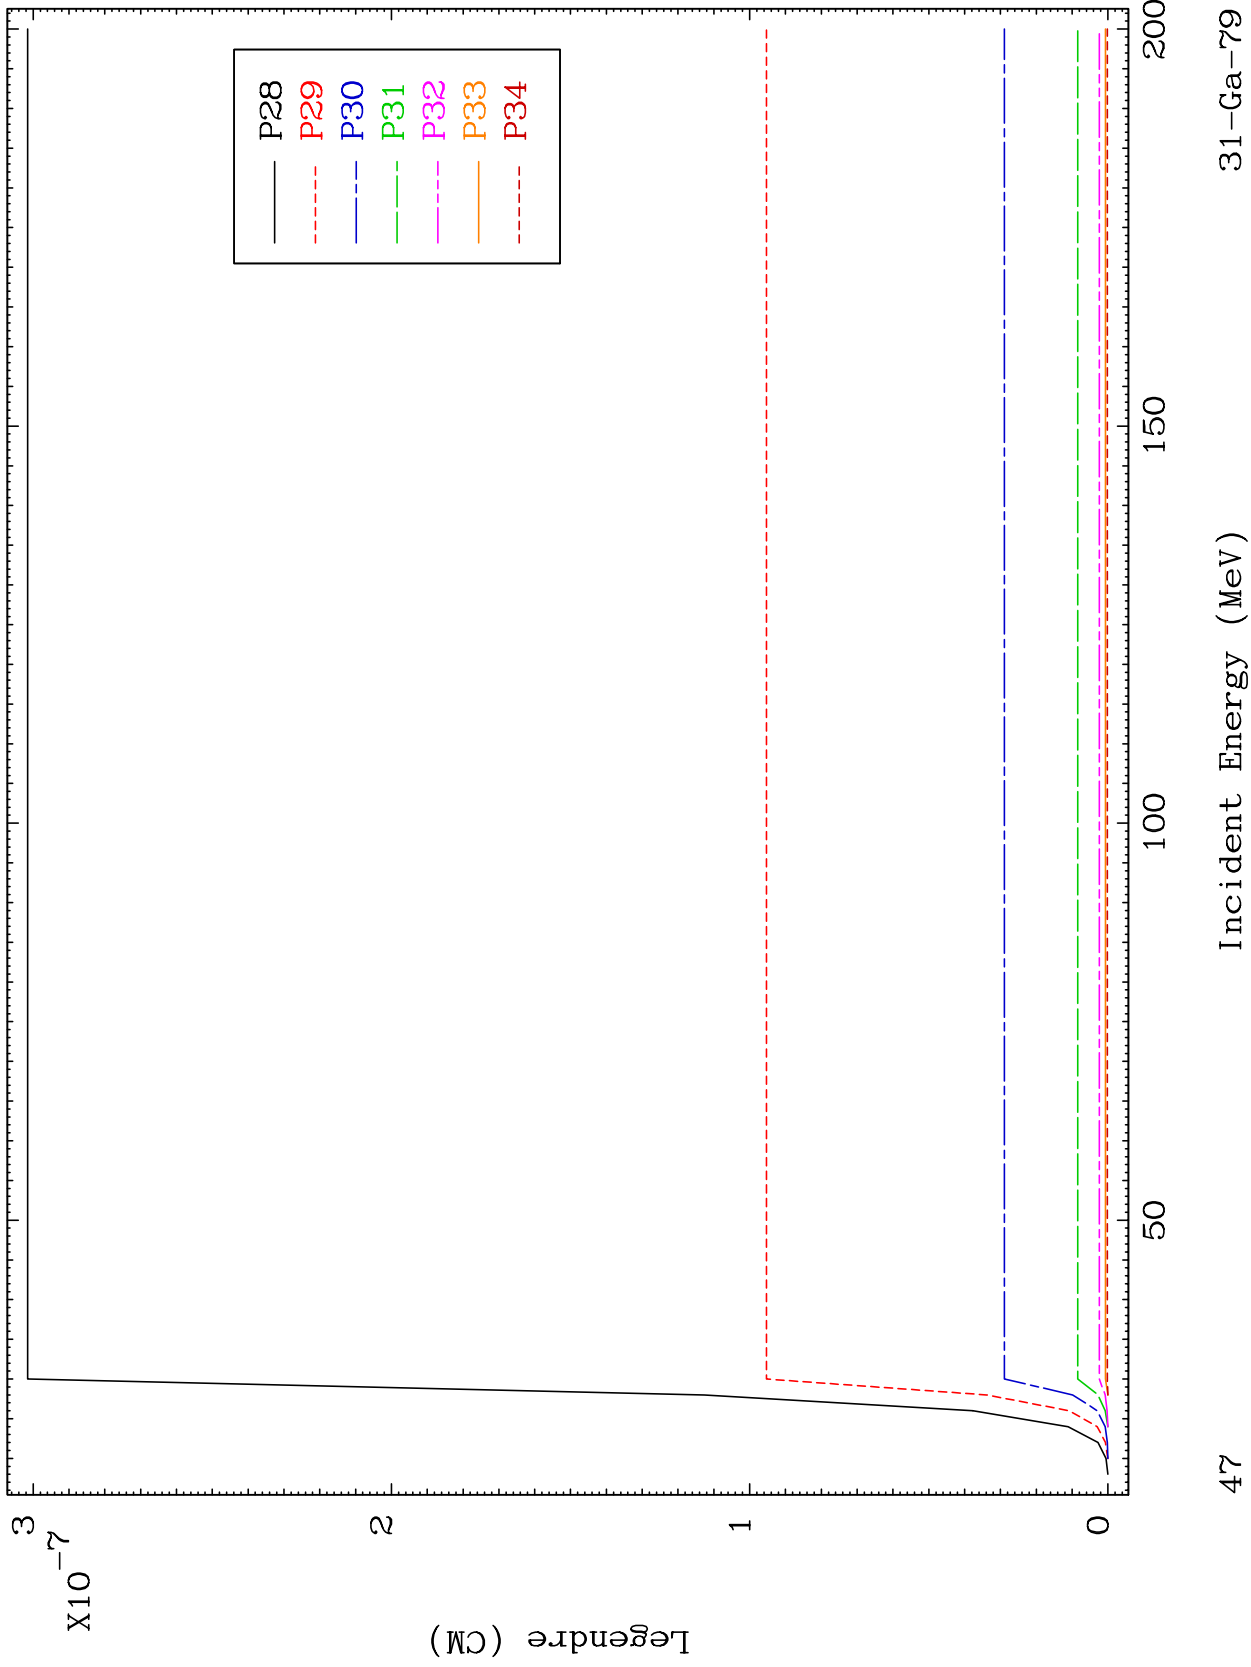 3
2
1
0
X10
-7
Legendre (CM)
P28
P29
P30
P31
P32
P33
P34
50
100
150
200
Incident Energy (MeV)
47
31-Ga-79